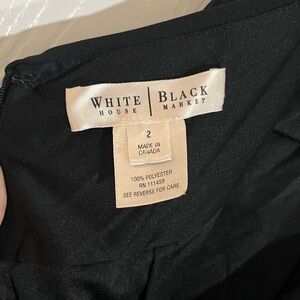 WHITE | BLACK
HOUSE | MARKET
2
MADE IN
CANADA
100% POLYESTER
RN 111459
SEE REVERSE FOR CARE